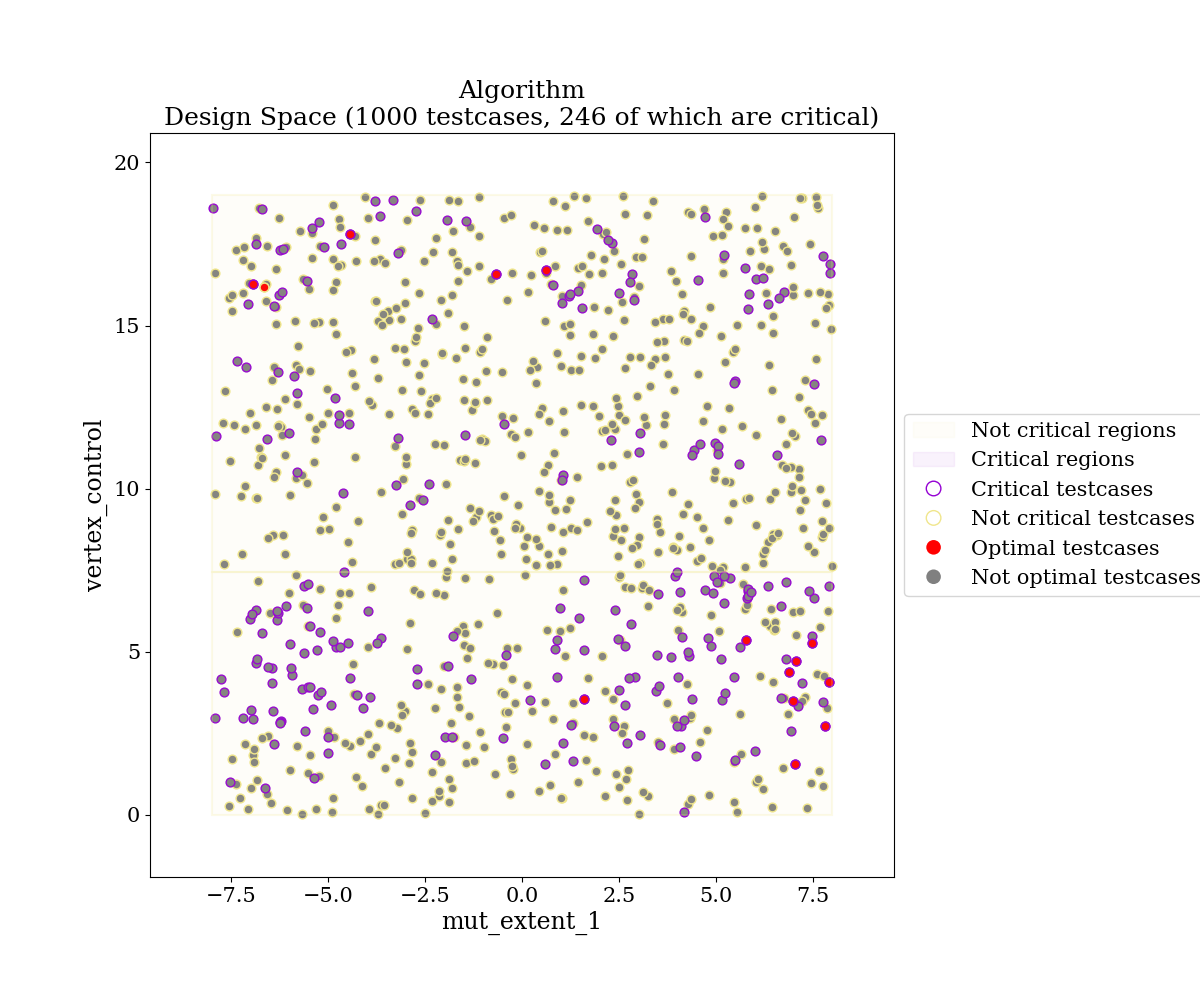 Algorithm
Design Space (1000 testcases, 246 of which are critical)
20
15
10
5
0
vertex_control
−7.5
−5.0
−2.5
0.0
2.5
5.0
7.5
mut_extent_1
Not critical regions
Critical regions
Critical testcases
Not critical testcases
Optimal testcases
Not optimal testcases